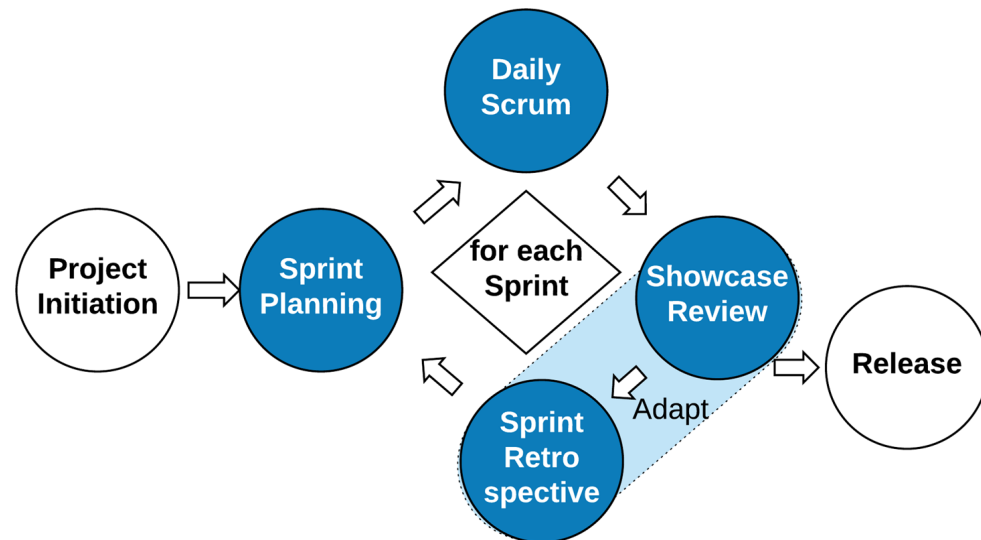 Daily
Scrum
Project
Initiation
Sprint
Planning
for each
Sprint
Showcase
Review
Release
Adapt
Sprint
Retro
spective